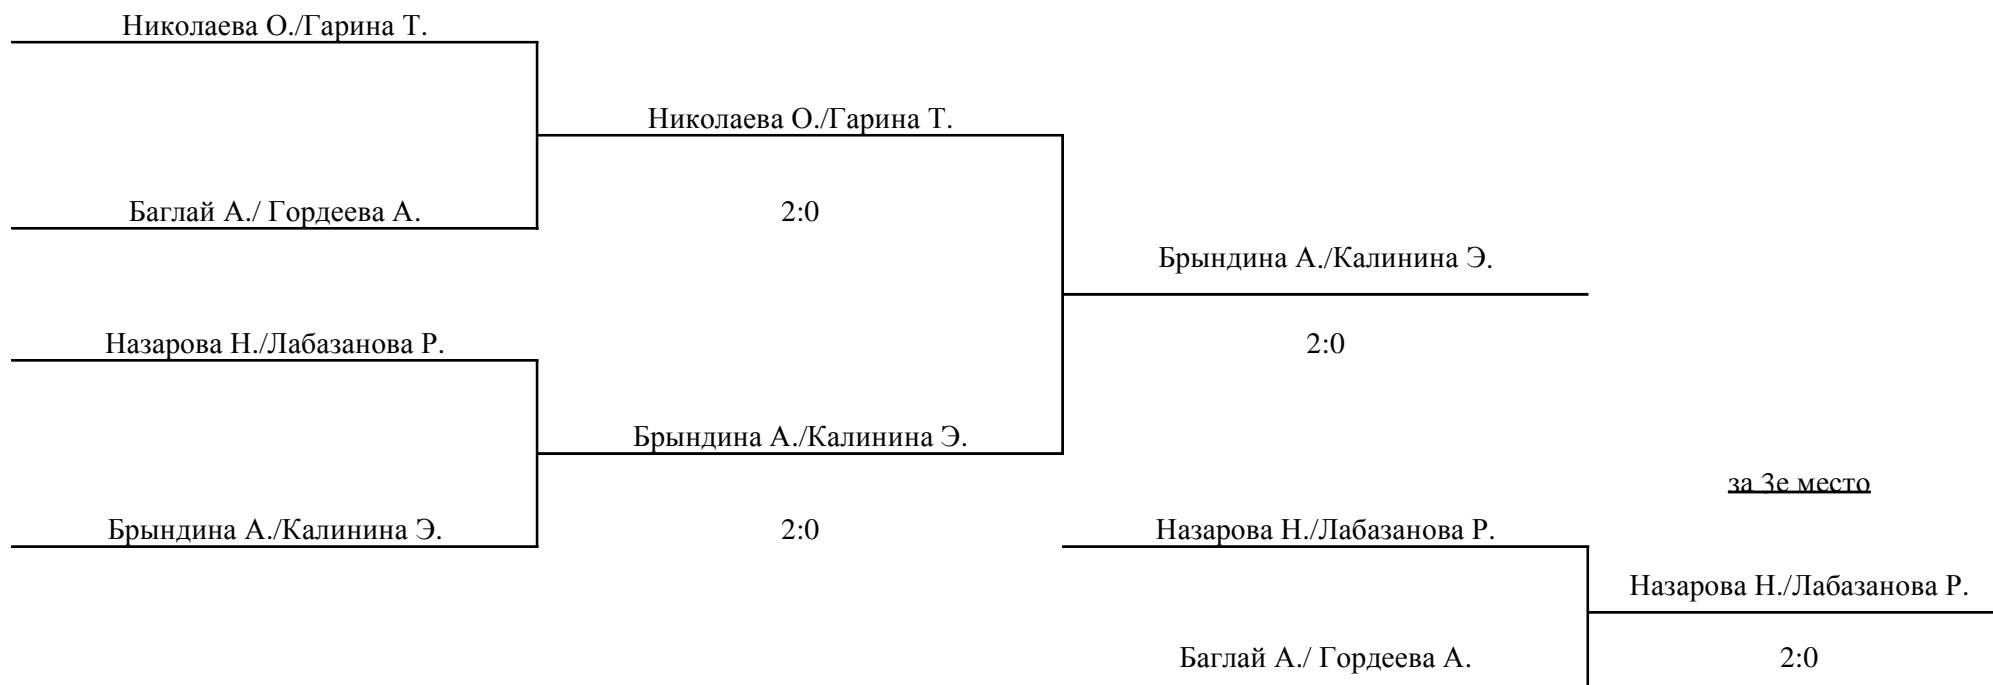 Николаева О./Гарина Т.
Николаева О./Гарина Т.
Баглай А./ Гордеева А.
2:0
Брындина А./Калинина Э.
Назарова Н./Лабазанова Р.
2:0
Брындина А./Калинина Э.
за 3е место
Брындина А./Калинина Э.
2:0
Назарова Н./Лабазанова Р.
Назарова Н./Лабазанова Р.
Баглай А./ Гордеева А.
2:0